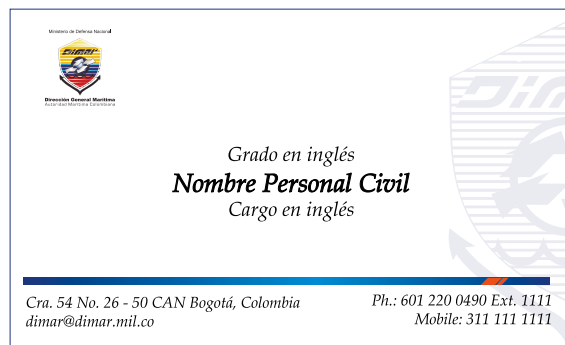 Ministerio de Defensa Nacional
Dimar
Dirección General Marítima
Autoridad Marítima Colombiana
Dimar
Grado en inglés
Nombre Personal Civil
Cargo en inglés
Cra. 54 No. 26 - 50 CAN Bogotá, Colombia
dimar@dimar.mil.co
Ph.: 601 220 0490 Ext. 1111
Mobile: 311 111 1111